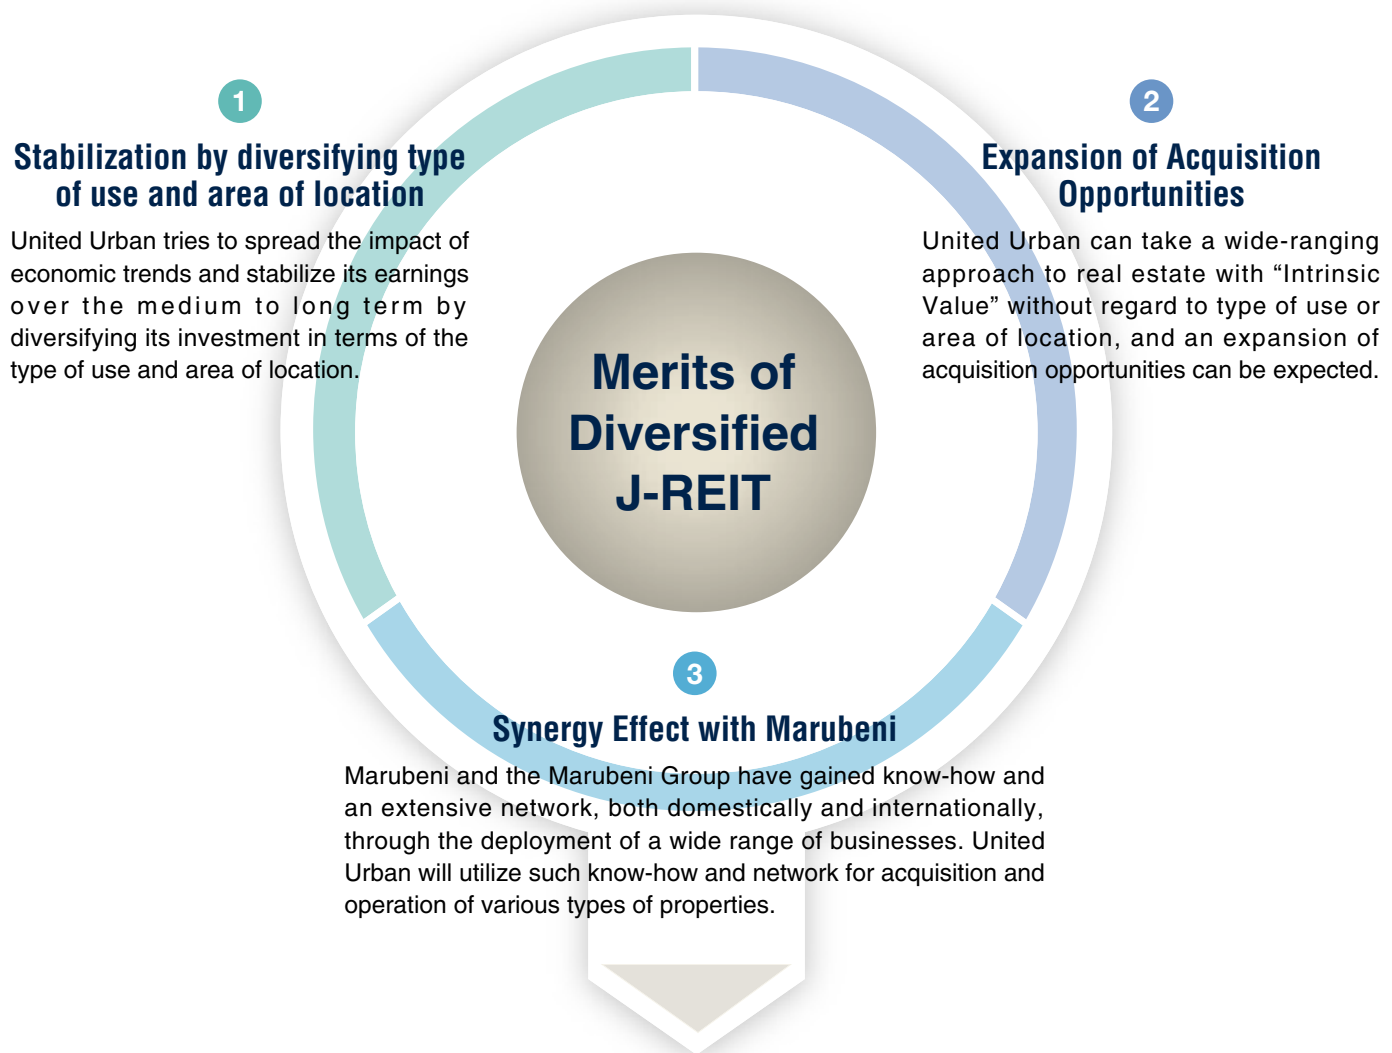 1
Stabilization by diversifying type
of use and area of location
United Urban tries to spread the impact of
economic trends and stabilize its earnings
over the medium to long term by
diversifying its investment in terms of the
type of use and area of location.
2
Expansion of Acquisition
Opportunities
United Urban can take a wide-ranging
approach to real estate with “Intrinsic
Value” without regard to type of use or
area of location, and an expansion of
acquisition opportunities can be expected.
Merits of
Diversified
J-REIT
3
Synergy Effect with Marubeni
Marubeni and the Marubeni Group have gained know-how and
an extensive network, both domestically and internationally,
through the deployment of a wide range of businesses. United
Urban will utilize such know-how and network for acquisition and
operation of various types of properties.